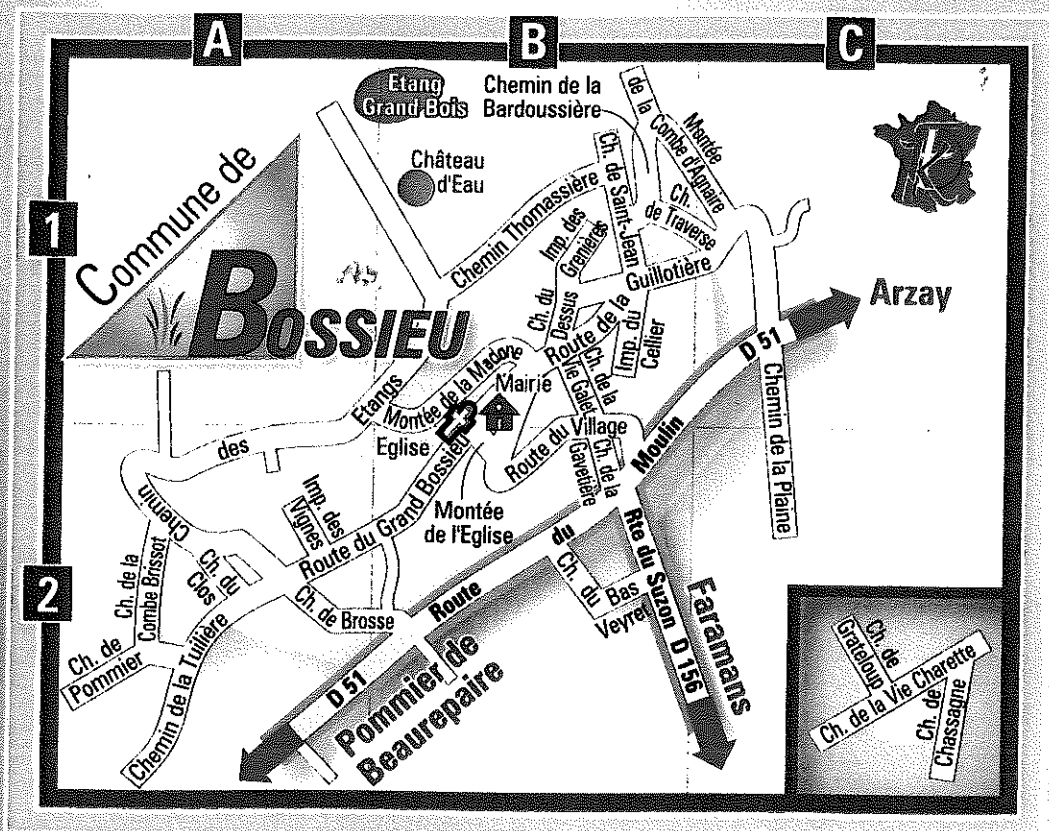 A
B
C
1
2
Commune de
BOSSIEU
Etang
Grand Bois
Château
d'Eau
Chemin de la
Bardoussière
Montée
de la Combe d'Agnaire
Ch. de Saint-Jean
Ch.
de Traverse
Chemin Thomassière
Imp. des
Grenières
Guillotière
Route de la
Ch. du
Dessus
Imp. du
Cellier
Arzay
D 51
Chemin de la Plaine
Montée de la Madone
Mairie
Ch. de la
Vie Galet
Eglise
Route du Village
Ch. de la
Gavetière
Montée
de l'Eglise
Chemin
des
Etangs
Imp. des
Vignes
Route du Grand Bossieu
Ch. de la
Combe Brissot
Ch. du
Clos
Ch. de Brosse
Ch. de
Pommier
Chemin de la Tuilière
Route
du
Moulin
Ch.
du
Bas
Veyret
Rte du Suzon D 156
Faramans
D 51
Pommier de
Beaurepaire
Ch. de
Grateloup
Ch. de la Vie Charette
Ch. de
Chassagne